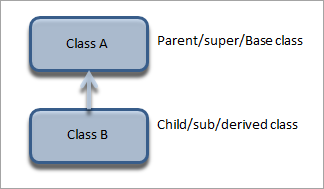 Class A
Parent/super/Base class
Class B
Child/sub/derived class